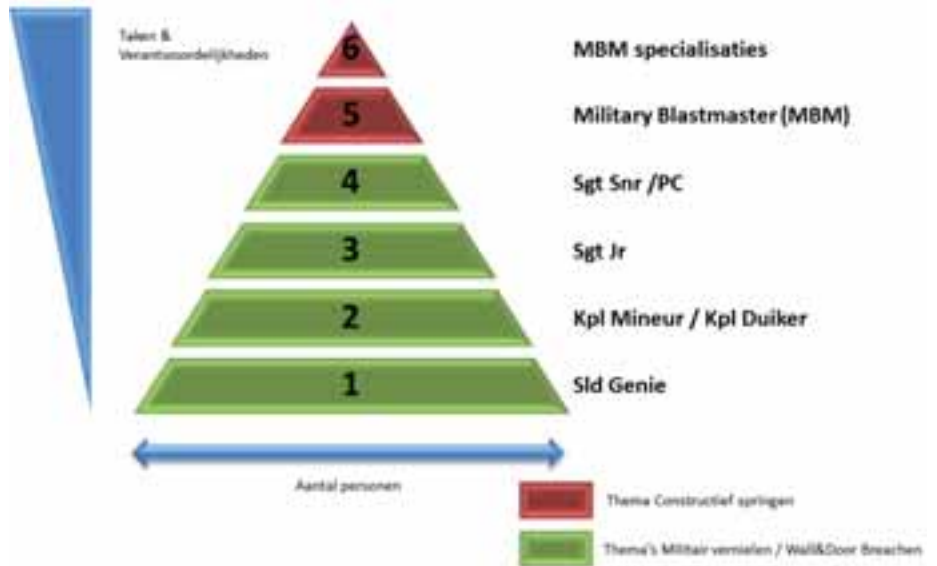 Taken &
Verantwoordelijkheden
6
MBM specialisaties
5
Military Blastmaster (MBM)
4
Sgt Snr /PC
3
Sgt Jr
2
Kpl Mineur / Kpl Duiker
1
Sld Genie
Aantal personen
Thema Constructief springen
Thema's Militair vernielen / Wall&Door Breachen